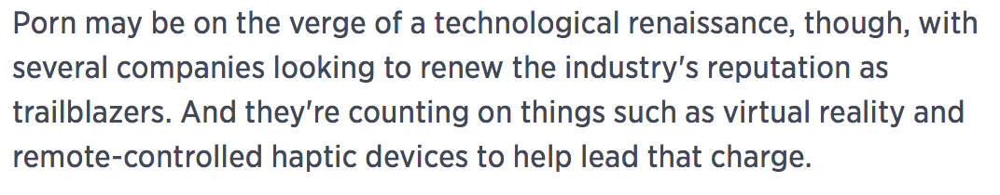 Porn may be on the verge of a technological renaissance, though, with
several companies looking to renew the industry's reputation as
trailblazers. And they're counting on things such as virtual reality and
remote-controlled haptic devices to help lead that charge.